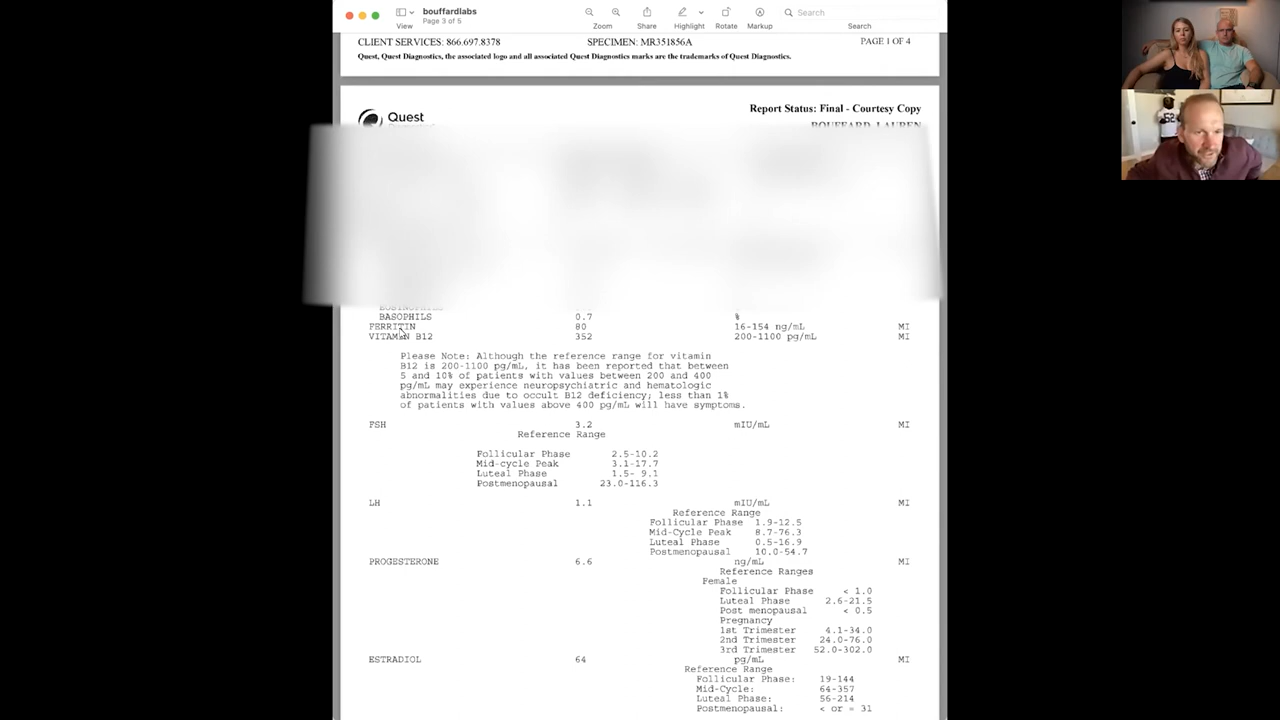 bouffardlabs
Page 3 of 5
View
Zoom
Share
Highlight
Rotate
Markup
Search
Search
CLIENT SERVICES: 866.697.8378 SPECIMEN: MR351856A PAGE 1 OF 4
Quest, Quest Diagnostics, the associated logo and all associated Quest Diagnostics marks are the trademarks of Quest Diagnostics.
Quest
Report Status: Final - Courtesy Copy
BOUFFARD, LAUREN
EOSINOPHILS
BASOPHILS 0.7 %
FERRITIN 80 16-154 ng/mL MI
VITAMIN B12 352 200-1100 pg/mL MI
Please Note: Although the reference range for vitamin
B12 is 200-1100 pg/mL, it has been reported that between
5 and 10% of patients with values between 200 and 400
pg/mL may experience neuropsychiatric and hematologic
abnormalities due to occult B12 deficiency; less than 1%
of patients with values above 400 pg/mL will have symptoms.
FSH 3.2 mIU/mL MI
Reference Range
Follicular Phase 2.5-10.2
Mid-cycle Peak 3.1-17.7
Luteal Phase 1.5- 9.1
Postmenopausal 23.0-116.3
LH 1.1 mIU/mL MI
Reference Range
Follicular Phase 1.9-12.5
Mid-Cycle Peak 8.7-76.3
Luteal Phase 0.5-16.9
Postmenopausal 10.0-54.7
PROGESTERONE 6.6 ng/mL MI
Reference Ranges
Female
Follicular Phase < 1.0
Luteal Phase 2.6-21.5
Post menopausal < 0.5
Pregnancy
1st Trimester 4.1-34.0
2nd Trimester 24.0-76.0
3rd Trimester 52.0-302.0
ESTRADIOL 64 pg/mL MI
Reference Range
Follicular Phase: 19-144
Mid-Cycle: 64-357
Luteal Phase: 56-214
Postmenopausal: < or = 31
52